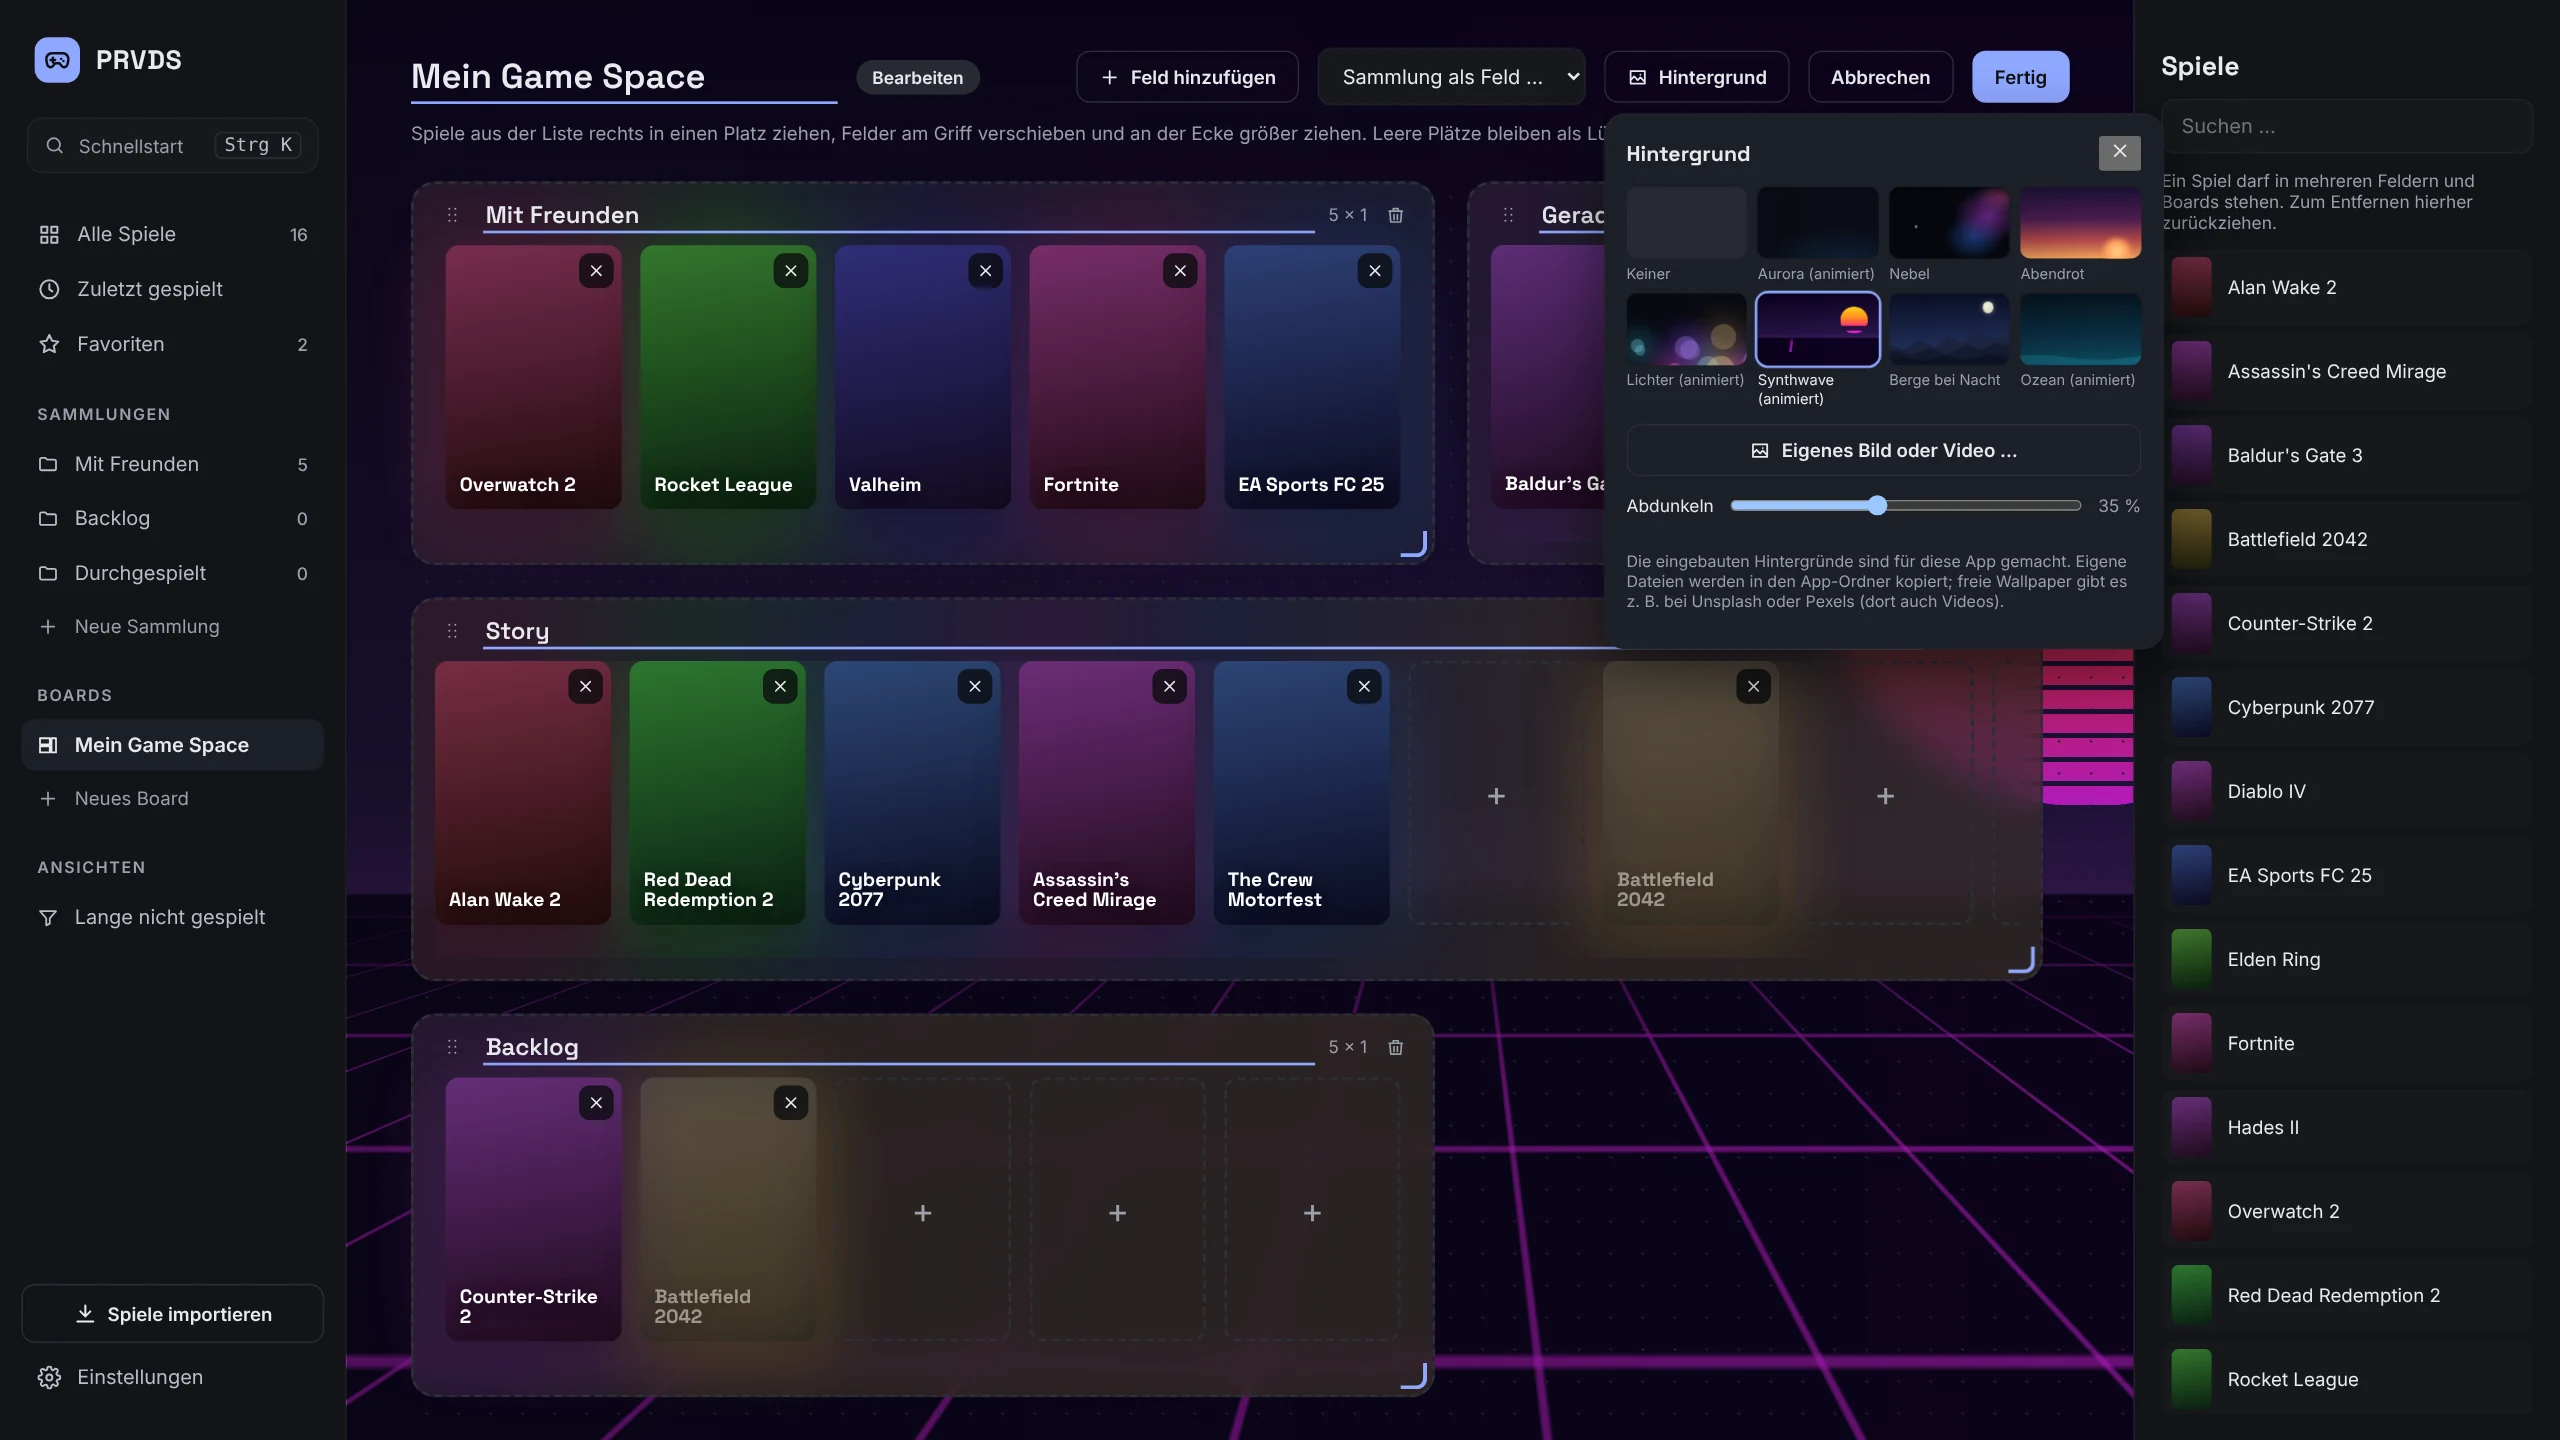 PRVDS
Schnellstart
Strg K
Alle Spiele
16
Zuletzt gespielt
Favoriten
2
SAMMLUNGEN
Mit Freunden
5
Backlog
0
Durchgespielt
0
Neue Sammlung
BOARDS
Mein Game Space
Neues Board
ANSICHTEN
Lange nicht gespielt
Spiele importieren
Einstellungen
Mein Game Space
Bearbeiten
Feld hinzufügen
Sammlung als Feld ...
Hintergrund
Abbrechen
Fertig
Spiele aus der Liste rechts in einen Platz ziehen, Felder am Griff verschieben und an der Ecke größer ziehen. Leere Plätze bleiben als
Mit Freunden
5 × 1
Overwatch 2
Rocket League
Valheim
Fortnite
EA Sports FC 25
Baldur's
Story
Alan Wake 2
Red Dead
Redemption 2
Cyberpunk
2077
Assassin's
Creed Mirage
The Crew
Motorfest
Battlefield
2042
Backlog
5 × 1
Counter-Strike
2
Battlefield
2042
Hintergrund
Keiner
Aurora (animiert)
Nebel
Abendrot
Lichter (animiert)
Synthwave
(animiert)
Berge bei Nacht
Ozean (animiert)
Eigenes Bild oder Video ...
Abdunkeln
35 %
Die eingebauten Hintergründe sind für diese App gemacht. Eigene
Dateien werden in den App-Ordner kopiert; freie Wallpaper gibt es
z. B. bei Unsplash oder Pexels (dort auch Videos).
Spiele
Suchen ...
Ein Spiel darf in mehreren Feldern und
Boards stehen. Zum Entfernen hierher
zurückziehen.
Alan Wake 2
Assassin's Creed Mirage
Baldur's Gate 3
Battlefield 2042
Counter-Strike 2
Cyberpunk 2077
Diablo IV
EA Sports FC 25
Elden Ring
Fortnite
Hades II
Overwatch 2
Red Dead Redemption 2
Rocket League